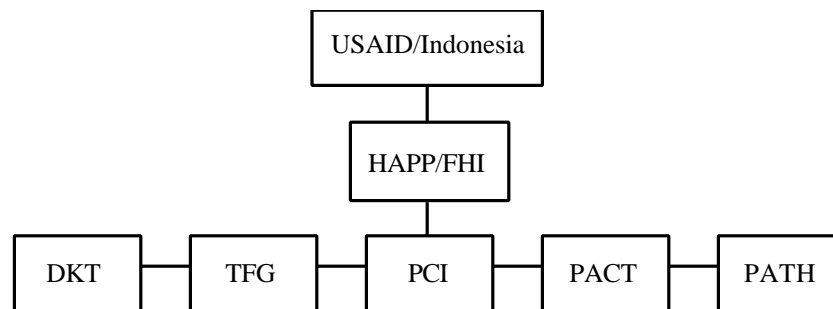 USAID/Indonesia
HAPP/FHI
DKT
TFG
PCI
PACT
PATH